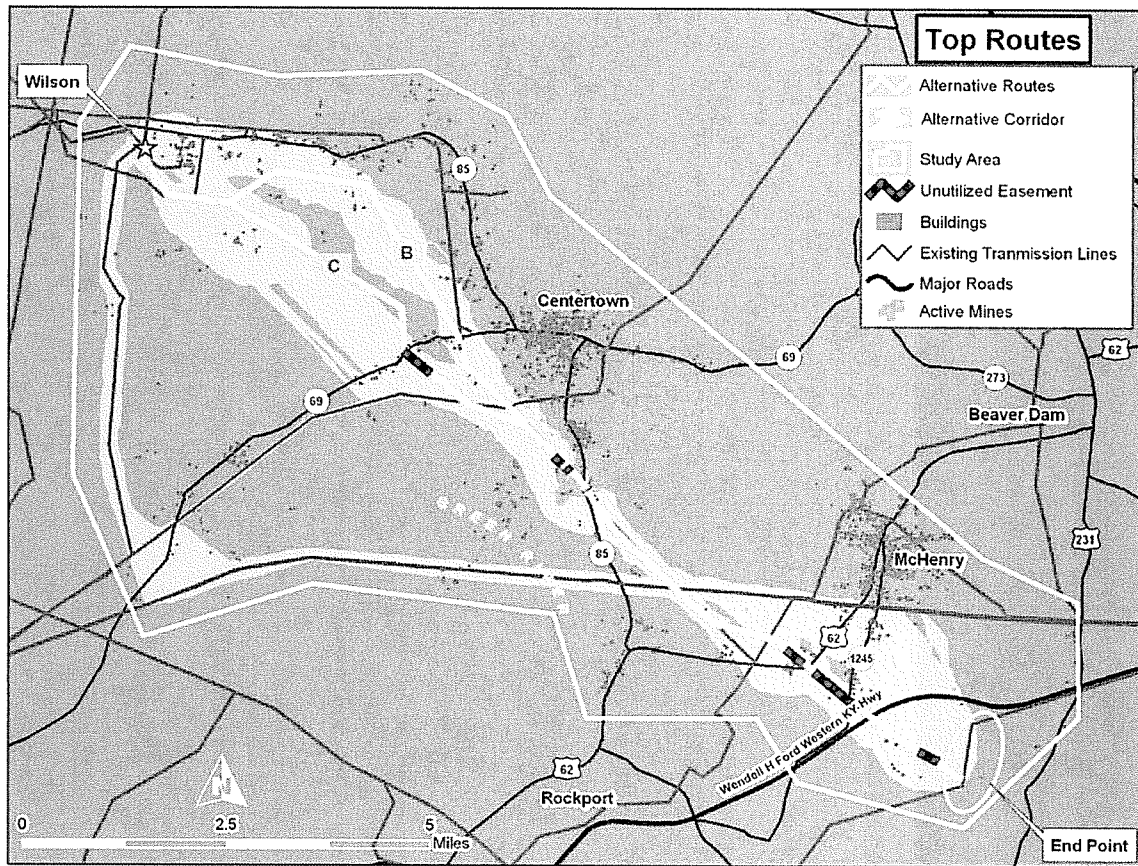 Top Routes
Alternative Routes
Alternative Corridor
Study Area
Unutilized Easement
Buildings
Existing Tranmission Lines
Major Roads
Active Mines
Wilson
85
B
C
Centertown
69
69
62
273
Beaver Dam
231
McHenry
85
62
1245
Wendell H Ford Western KY Hwy
62
Rockport
N
0
2.5
5
Miles
End Point